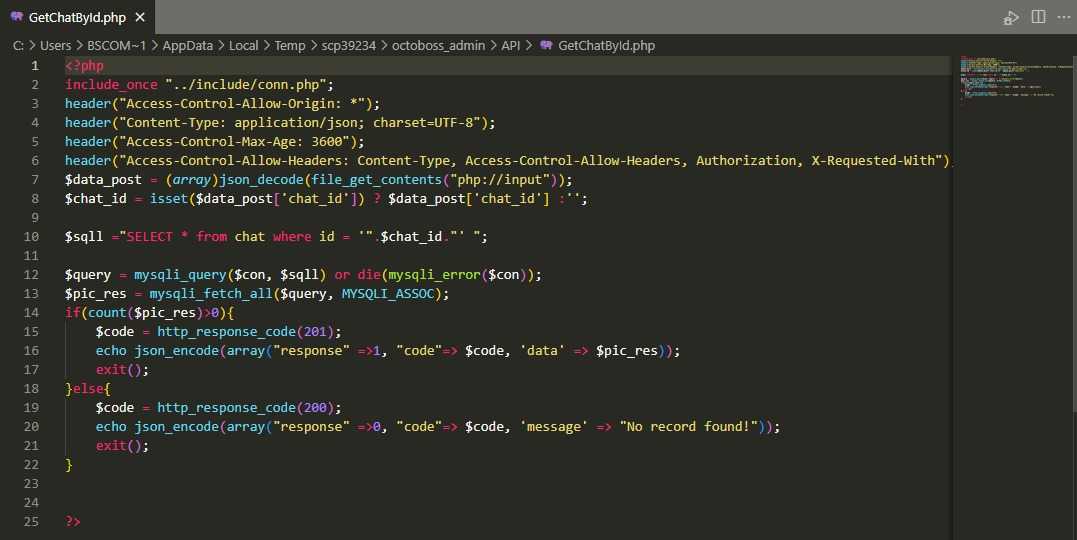 GetChatById.php ×
C: > Users > BSCOM~1 > AppData > Local > Temp > scp39234 > octoboss_admin > API > GetChatById.php
1 <?php
2 include_once "../include/conn.php";
3 header("Access-Control-Allow-Origin: *");
4 header("Content-Type: application/json; charset=UTF-8");
5 header("Access-Control-Max-Age: 3600");
6 header("Access-Control-Allow-Headers: Content-Type, Access-Control-Allow-Headers, Authorization, X-Requested-With")
7 $data_post = (array)json_decode(file_get_contents("php://input"));
8 $chat_id = isset($data_post['chat_id']) ? $data_post['chat_id'] :'';
9
10 $sqll ="SELECT * from chat where id = '".$chat_id."' ";
11
12 $query = mysqli_query($con, $sqll) or die(mysqli_error($con));
13 $pic_res = mysqli_fetch_all($query, MYSQLI_ASSOC);
14 if(count($pic_res)>0){
15     $code = http_response_code(201);
16     echo json_encode(array("response" =>1, "code"=> $code, 'data' => $pic_res));
17     exit();
18 }else{
19     $code = http_response_code(200);
20     echo json_encode(array("response" =>0, "code"=> $code, 'message' => "No record found!"));
21     exit();
22 }
23
24
25 ?>